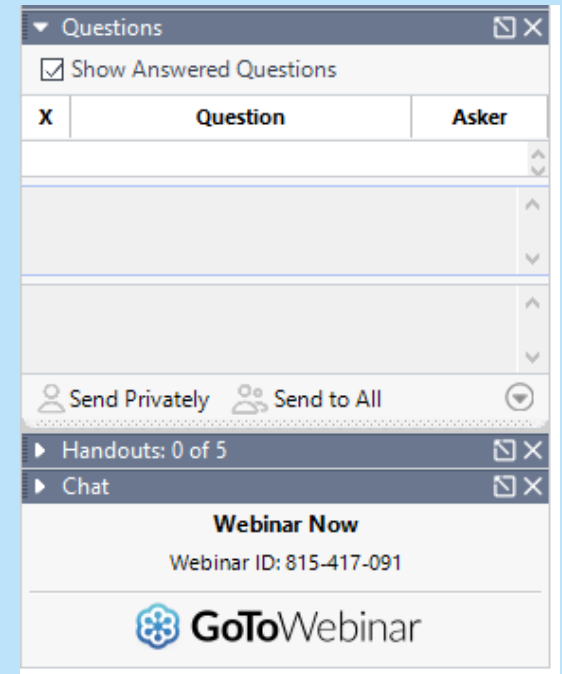 Questions
Show Answered Questions
X Question Asker
Send Privately Send to All
Handouts: 0 of 5
Chat
Webinar Now
Webinar ID: 815-417-091
GoToWebinar